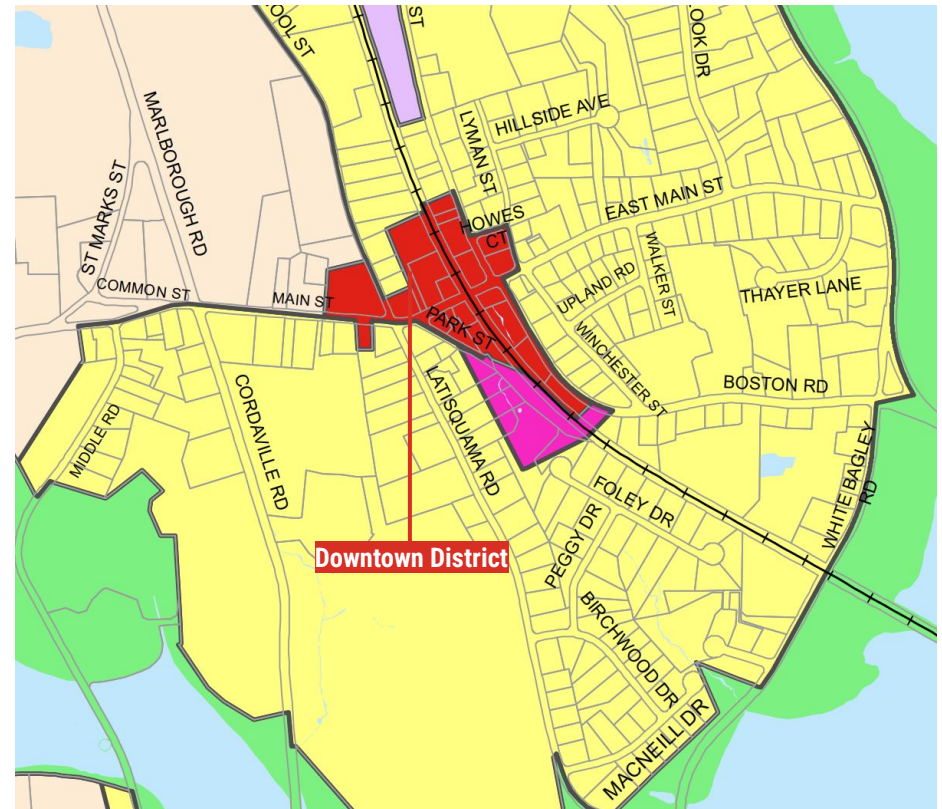 OOL ST
ST
OOK DR
HILLSIDE AVE
LYMAN ST
MARLBOROUGH RD
ST MARKS ST
EAST MAIN ST
HOWES
CT
WALKER ST
UPLAND RD
THAYER LANE
COMMON ST
MAIN ST
PARK ST
WINCHESTER ST
BOSTON RD
LATISQUAMA RD
CORDAVILLE RD
MIDDLE RD
WHITE BAGLEY
RD
FOLEY DR
PEGGY DR
Downtown District
BIRCHWOOD DR
MACNEILL DR